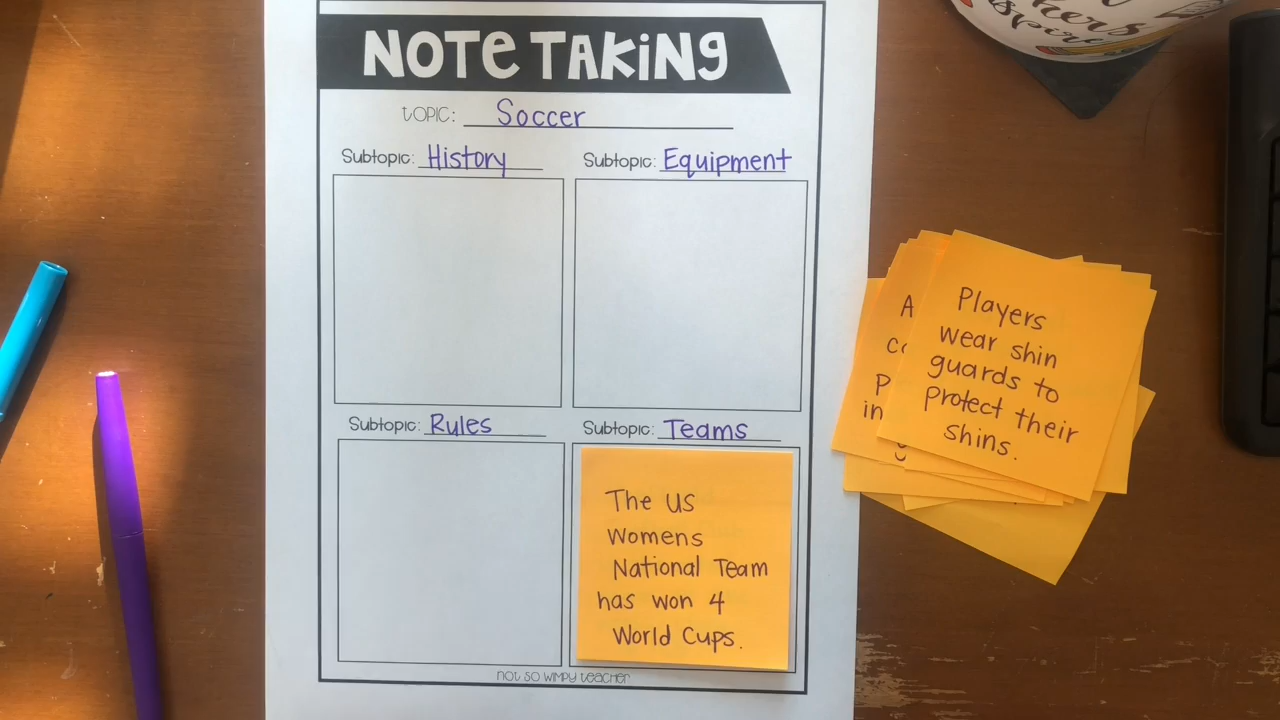 NOTE TAKING
TOPIC: Soccer
Subtopic: History
Subtopic: Equipment
Subtopic: Rules
Subtopic: Teams
The US
Womens
National Team
has won 4
World Cups.
NOT SO WIMPY TEACHER
Players
wear shin
guards to
Protect their
shins.
A
P
in